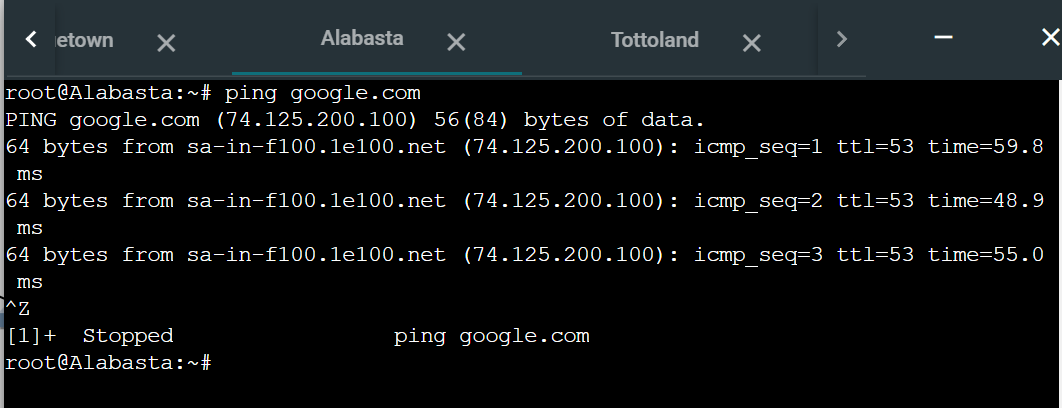 etown Alabasta Tottoland
root@Alabasta:~# ping google.com
PING google.com (74.125.200.100) 56(84) bytes of data.
64 bytes from sa-in-f100.1e100.net (74.125.200.100): icmp_seq=1 ttl=53 time=59.8
 ms
64 bytes from sa-in-f100.1e100.net (74.125.200.100): icmp_seq=2 ttl=53 time=48.9
 ms
64 bytes from sa-in-f100.1e100.net (74.125.200.100): icmp_seq=3 ttl=53 time=55.0
 ms
^Z
[1]+  Stopped                 ping google.com
root@Alabasta:~#